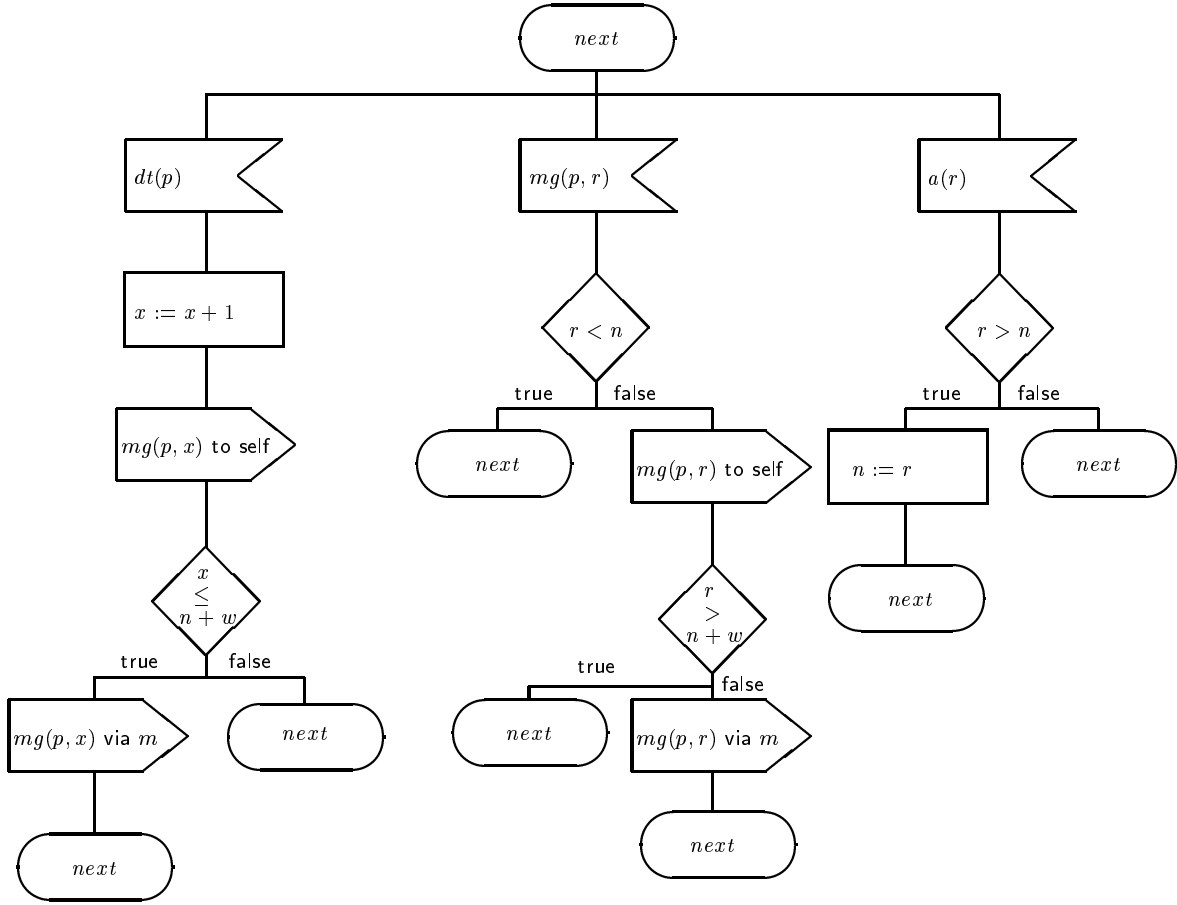 next
dt(p)
mg(p, r)
a(r)
x := x + 1
r < n
r > n
true
false
true
false
mg(p, x) to self
next
mg(p, r) to self
n := r
next
x
≤
n + w
r
>
n + w
next
true
false
true
false
mg(p, x) via m
next
next
mg(p, r) via m
next
next